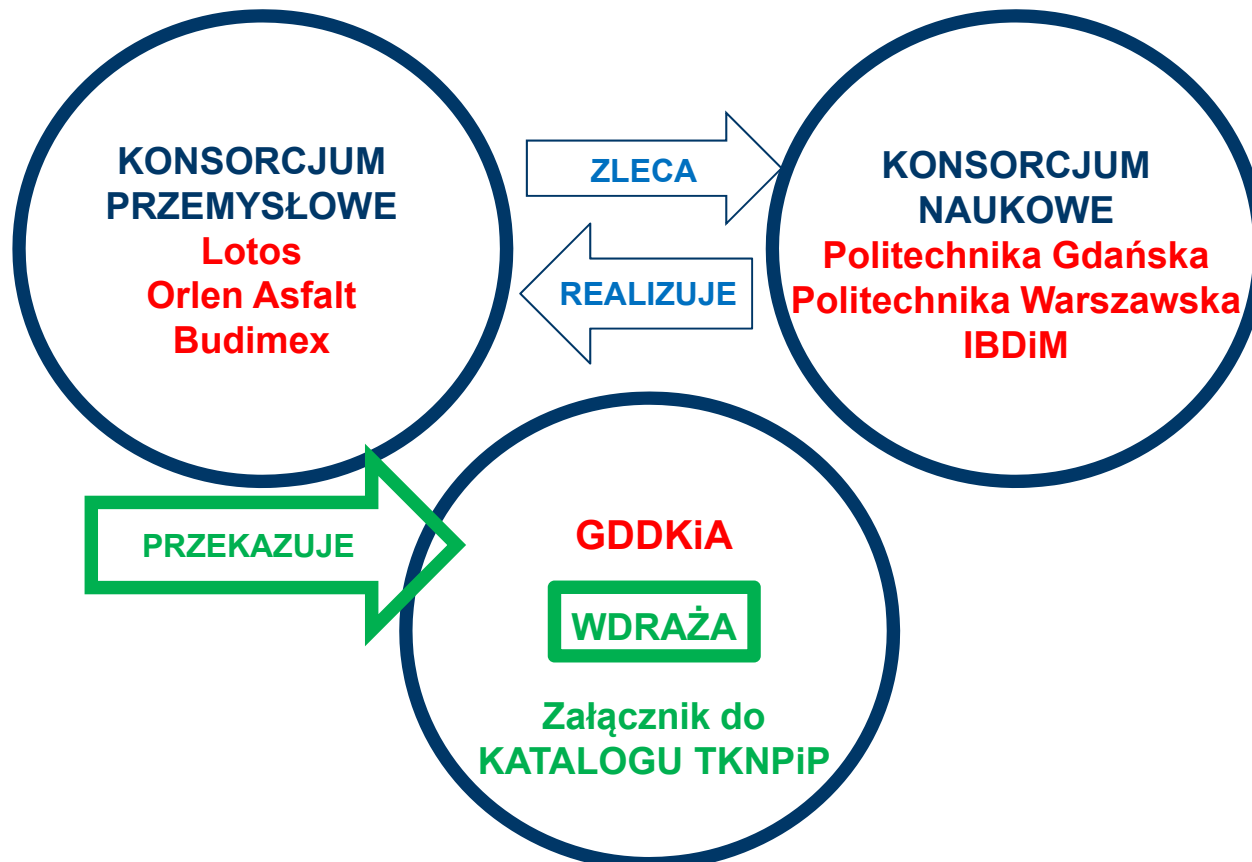 KONSORCJUM
PRZEMYSŁOWE
Lotos
Orlen Asfalt
Budimex
ZLECA
REALIZUJE
KONSORCJUM
NAUKOWE
Politechnika Gdańska
Politechnika Warszawska
IBDiM
PRZEKAZUJE
GDDKiA
WDRAŻA
Załącznik do
KATALOGU TKNPiP